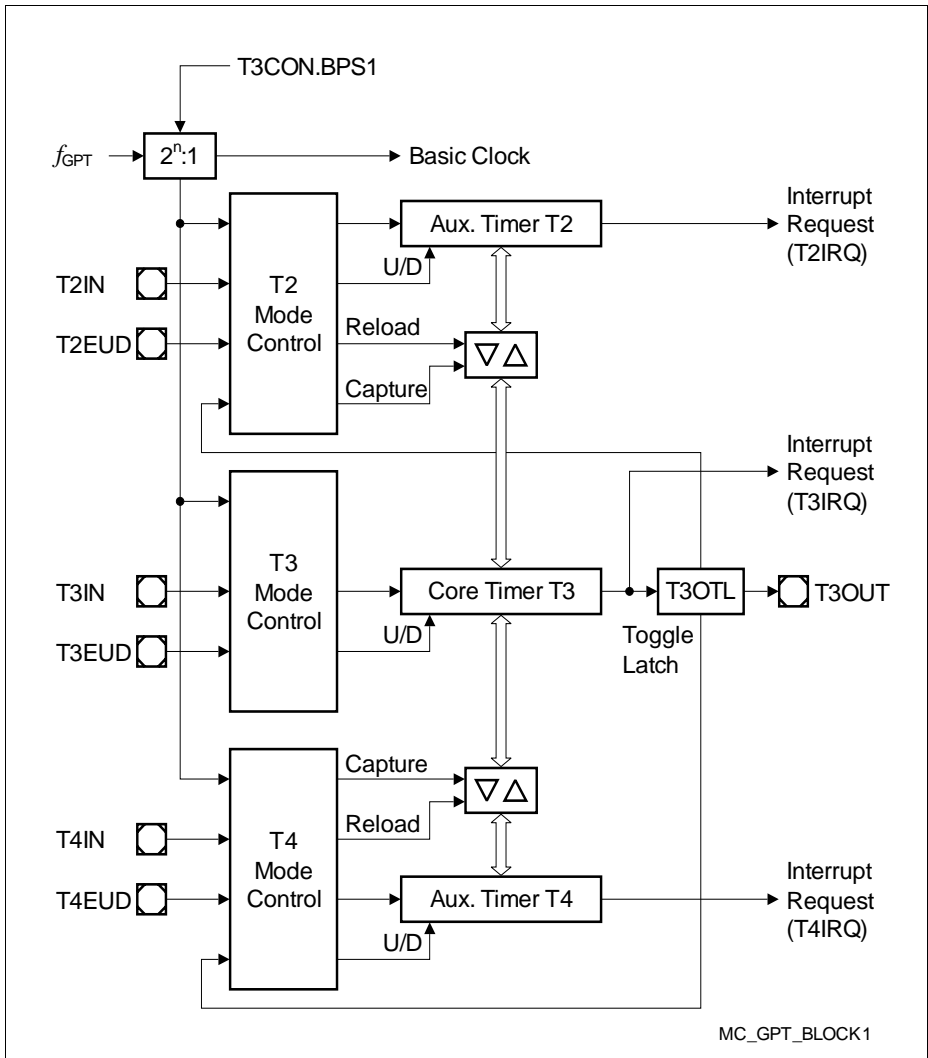 T3CON.BPS1
fGPT
2ⁿ:1
Basic Clock
Interrupt
Request
(T2IRQ)
Aux. Timer T2
U/D
T2IN
T2
Mode
Control
T2EUD
Reload
Capture
Interrupt
Request
(T3IRQ)
T3
Mode
Control
T3IN
Core Timer T3
T3OTL
T3OUT
U/D
T3EUD
Toggle
Latch
Capture
T4IN
Reload
T4
Mode
Control
T4EUD
Aux. Timer T4
U/D
Interrupt
Request
(T4IRQ)
MC_GPT_BLOCK1